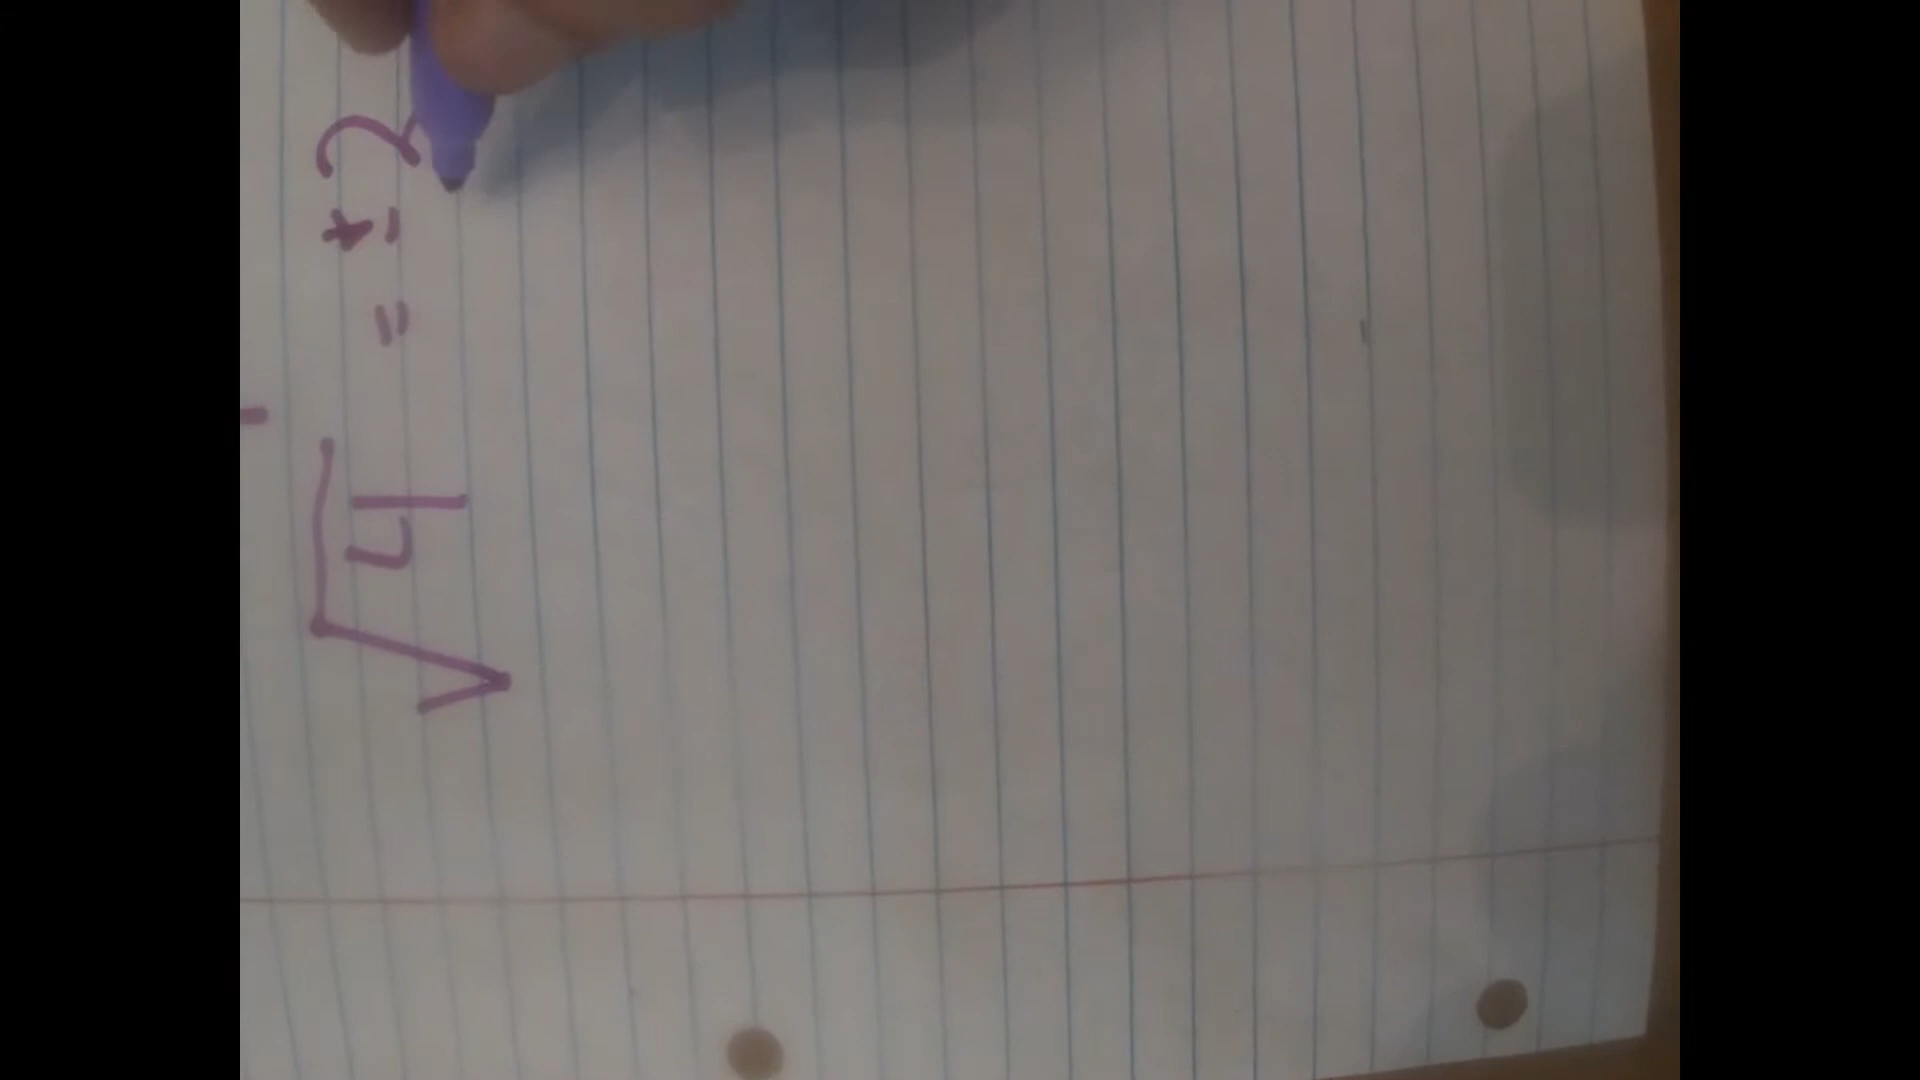 √4 = ±2